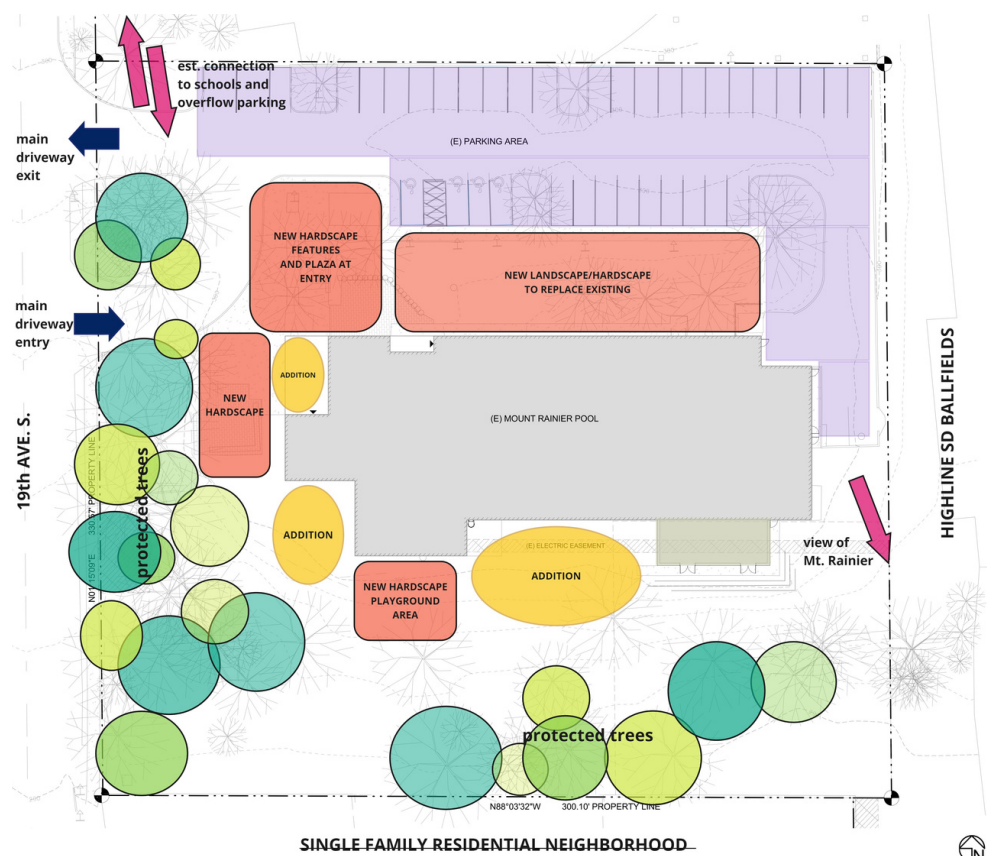 est. connection
to schools and
overflow parking
main
driveway
exit
(E) PARKING AREA
NEW HARDSCAPE
FEATURES
AND PLAZA AT
ENTRY
NEW LANDSCAPE/HARDSCAPE
TO REPLACE EXISTING
main
driveway
entry
ADDITION
NEW
HARDSCAPE
(E) MOUNT RAINIER POOL
19th AVE. S.
HIGHLINE SD BALLFIELDS
protected trees
PROPERTY LINE
ADDITION
(E) ELECTRIC EASEMENT
ADDITION
view of
Mt. Rainier
NEW HARDSCAPE
PLAYGROUND
AREA
protected trees
N88°03'32"W 300.10' PROPERTY LINE
SINGLE FAMILY RESIDENTIAL NEIGHBORHOOD
N